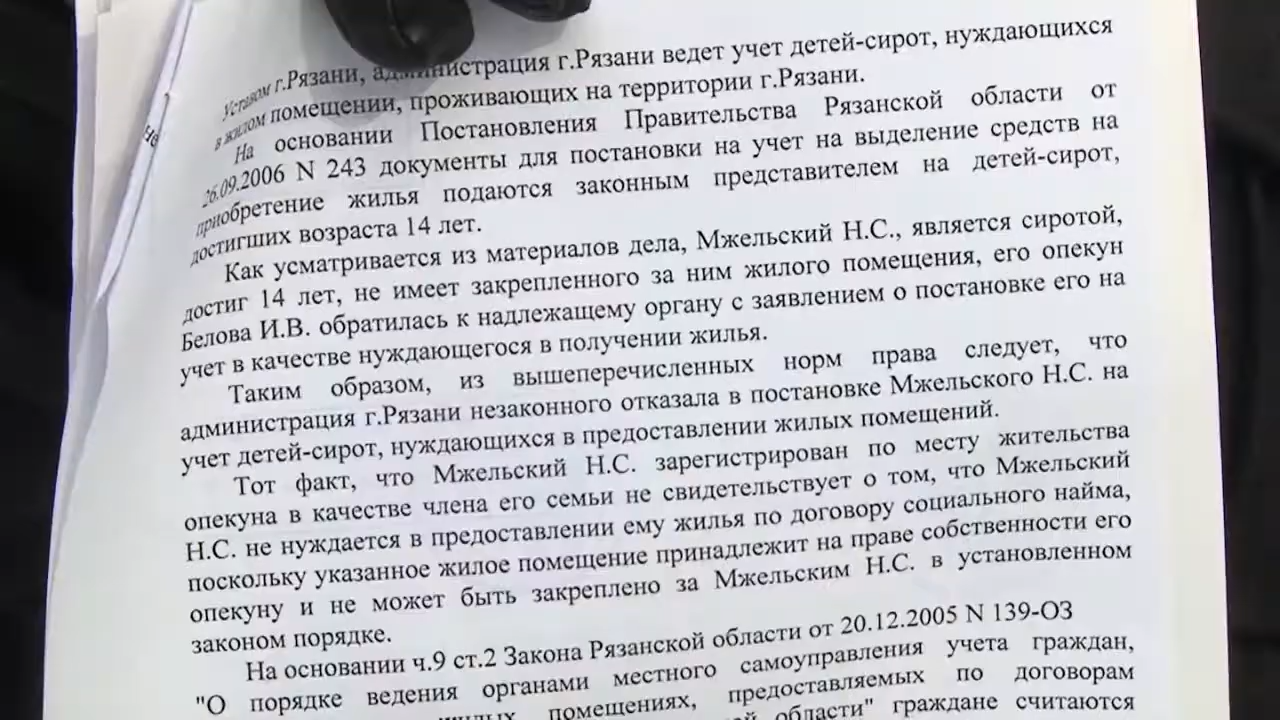 Уставом г.Рязани, администрация г.Рязани ведет учет детей-сирот, нуждающихся
в жилом помещении, проживающих на территории г.Рязани.
На основании Постановления Правительства Рязанской области от
26.09.2006 N 243 документы для постановки на учет на выделение средств на
приобретение жилья подаются законным представителем на детей-сирот,
достигших возраста 14 лет.
Как усматривается из материалов дела, Мжельский Н.С., является сиротой,
достиг 14 лет, не имеет закрепленного за ним жилого помещения, его опекун
Белова И.В. обратилась к надлежащему органу с заявлением о постановке его на
учет в качестве нуждающегося в получении жилья.
Таким образом, из вышеперечисленных норм права следует, что
администрация г.Рязани незаконного отказала в постановке Мжельского Н.С. на
учет детей-сирот, нуждающихся в предоставлении жилых помещений.
Тот факт, что Мжельский Н.С. зарегистрирован по месту жительства
опекуна в качестве члена его семьи не свидетельствует о том, что Мжельский
Н.С. не нуждается в предоставлении ему жилья по договору социального найма,
поскольку указанное жилое помещение принадлежит на праве собственности его
опекуну и не может быть закреплено за Мжельским Н.С. в установленном
законом порядке.
На основании ч.9 ст.2 Закона Рязанской области от 20.12.2005 N 139-ОЗ
"О порядке ведения органами местного самоуправления учета граждан,
помещениях, предоставляемых по договорам
области" граждане считаются